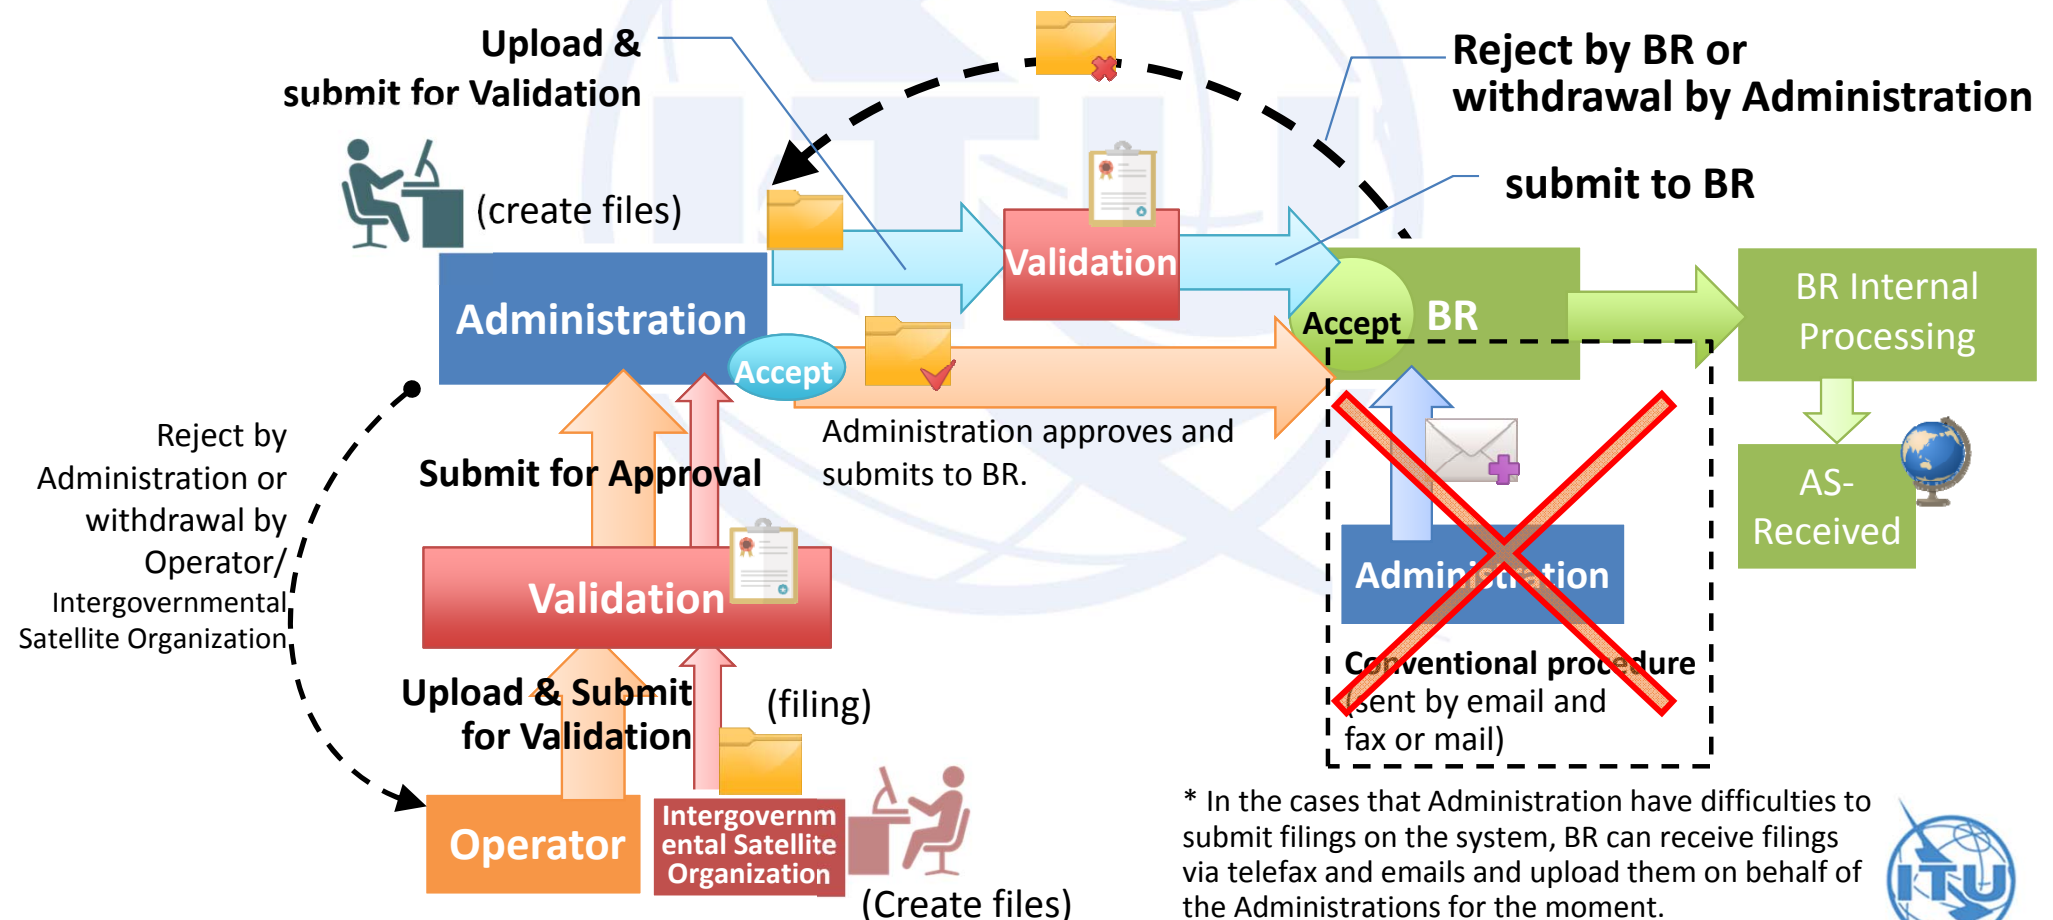 Upload &
submit for Validation
Reject by BR or
withdrawal by Administration
submit to BR
(create files)
Administration
Validation
Accept
BR
BR Internal
Processing
Accept
Administration approves and
submits to BR.
Reject by
Administration or
withdrawal by
Operator/
Intergovernmental
Satellite Organization
Submit for Approval
AS-
Received
Validation
Administration
Conventional procedure
(sent by email and
fax or mail)
Upload & Submit
for Validation
(filing)
Operator
Intergovernm
ental Satellite
Organization
(Create files)
* In the cases that Administration have difficulties to
submit filings on the system, BR can receive filings
via telefax and emails and upload them on behalf of
the Administrations for the moment.
ITU
ITU